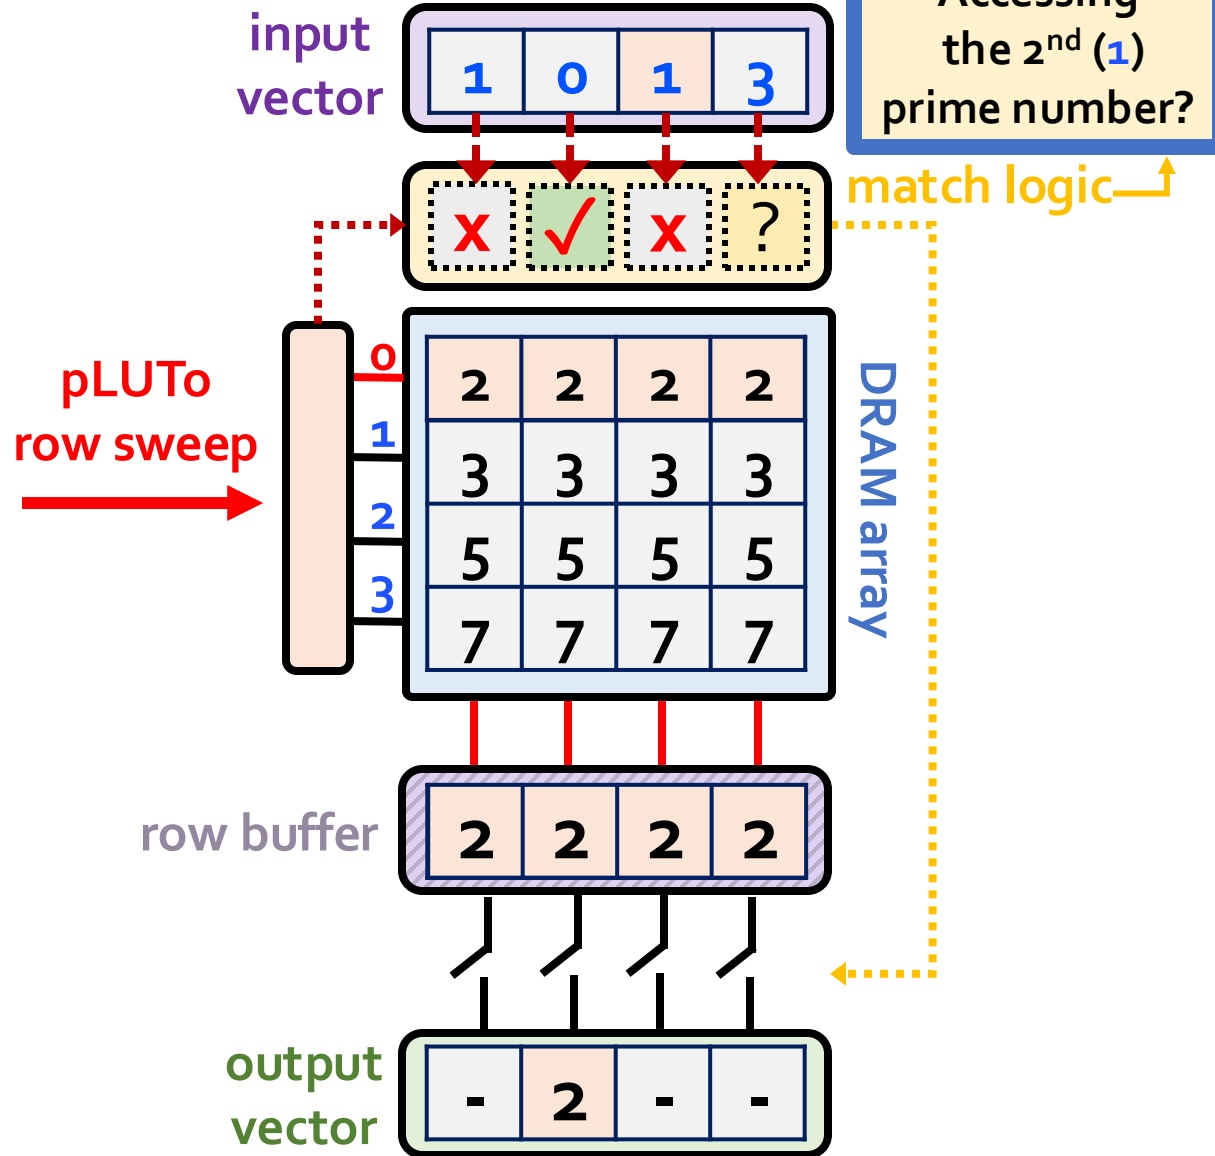 Accessing
the 2nd (1)
prime number?
input
vector
1 0 1 3
match logic
x ✓ x ?
pLUTo
row sweep
0
1
2
3
2 2 2 2
3 3 3 3
5 5 5 5
7 7 7 7
DRAM array
row buffer
2 2 2 2
output
vector
- 2 - -